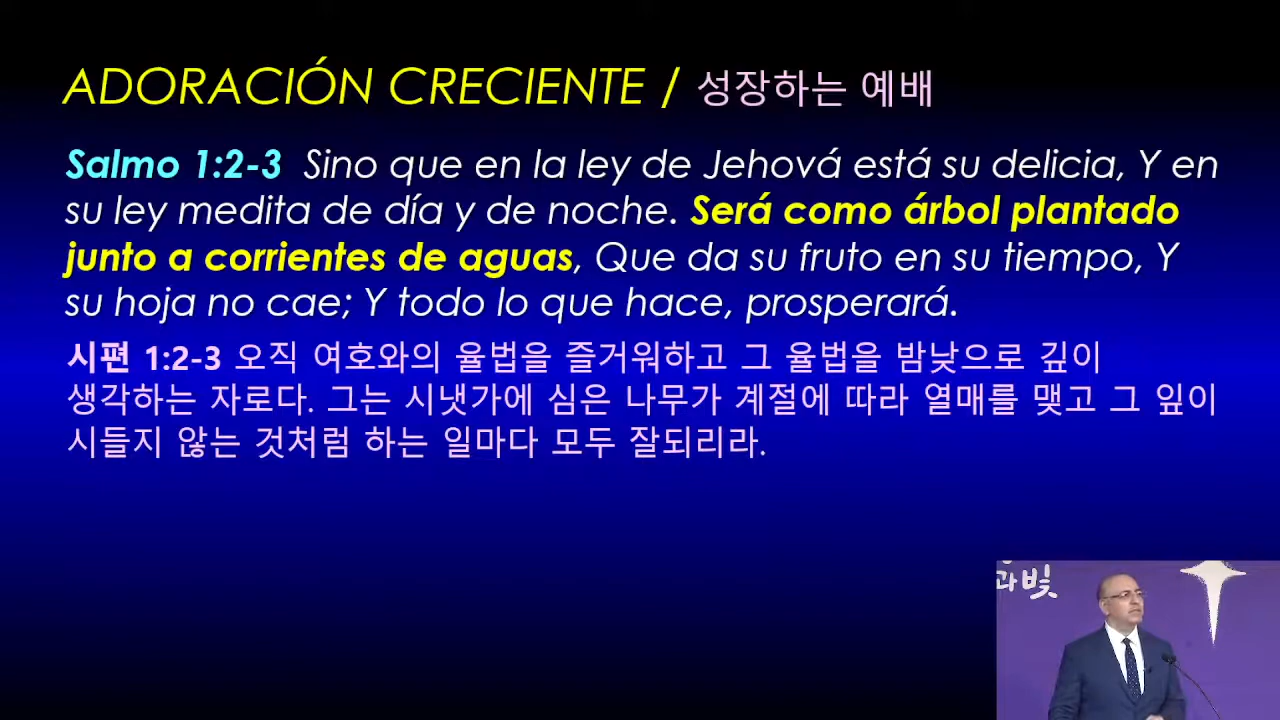 ADORACIÓN CRECIENTE / 성장하는 예배
Salmo 1:2-3 Sino que en la ley de Jehová está su delicia, Y en
su ley medita de día y de noche. Será como árbol plantado
junto a corrientes de aguas, Que da su fruto en su tiempo, Y
su hoja no cae; Y todo lo que hace, prosperará.
시편 1:2-3 오직 여호와의 율법을 즐거워하고 그 율법을 밤낮으로 깊이
생각하는 자로다. 그는 시냇가에 심은 나무가 계절에 따라 열매를 맺고 그 잎이
시들지 않는 것처럼 하는 일마다 모두 잘되리라.
과빛